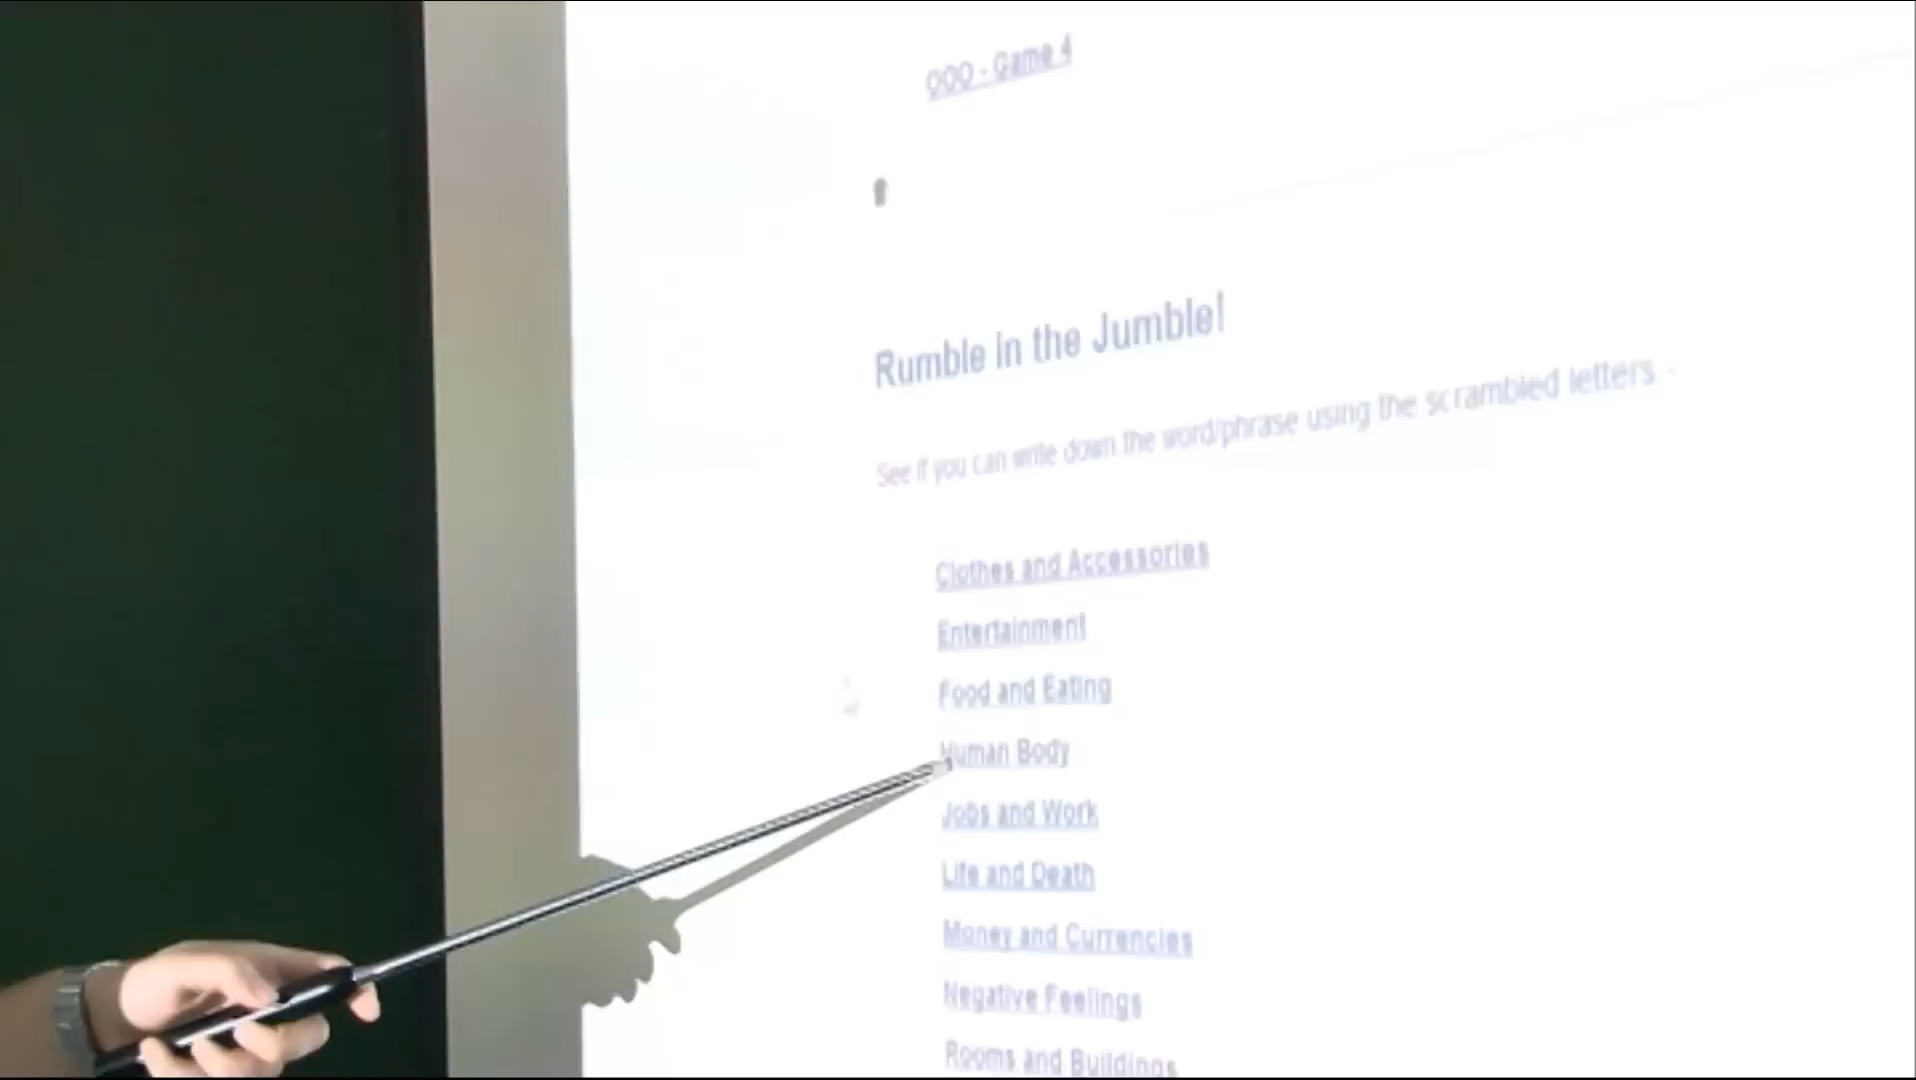 OOO - Game 4
Rumble in the Jumble!
See if you can write down the word/phrase using the scrambled letters -
Clothes and Accessories
Entertainment
Food and Eating
Human Body
Jobs and Work
Life and Death
Money and Currencies
Negative Feelings
Rooms and Buildings